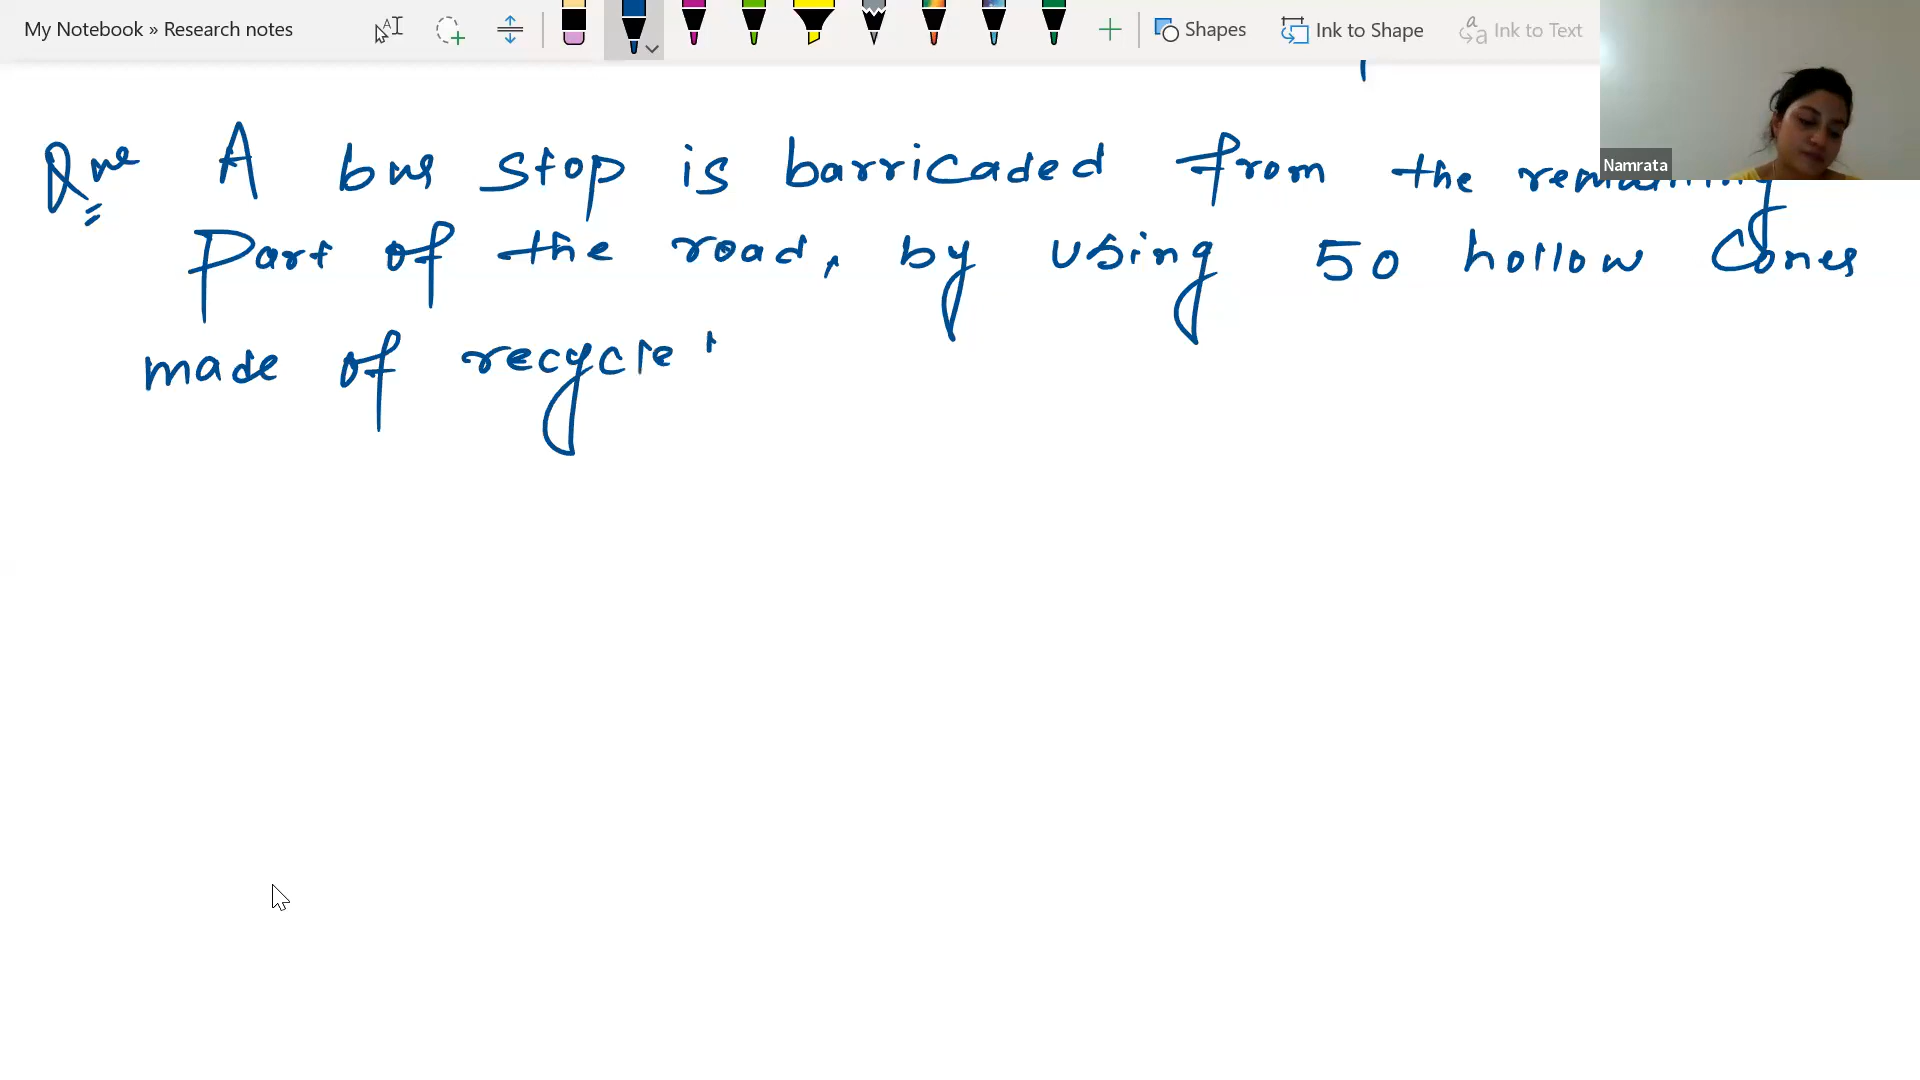 My Notebook » Research notes
Shapes
Ink to Shape
Ink to Text
Namrata
Que A bus stop is barricaded from the remaining
Part of the road, by using 50 hollow Cones
made of recycle